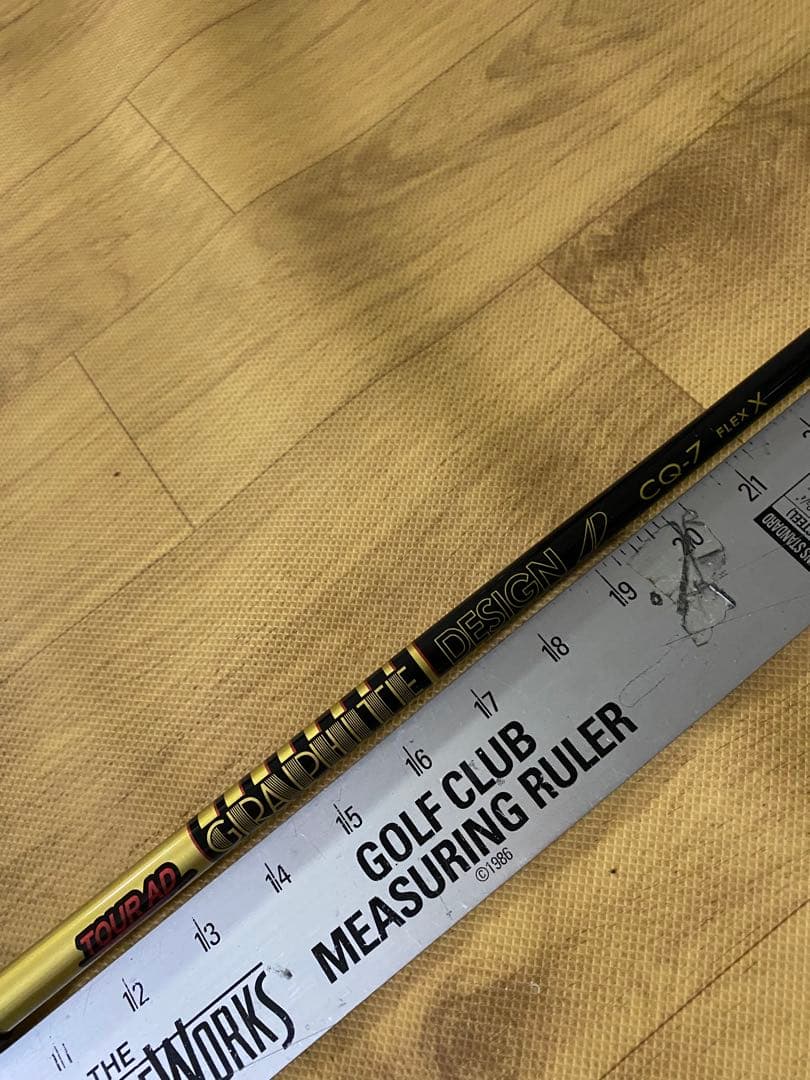 TOUR AD GRAPHITE DESIGN AD CQ-7 FLEX X
11 12 13 14 15 16 17 18 19 20 21
GOLF CLUB
MEASURING RULER
©1986
THE
WORKS
STANDARD